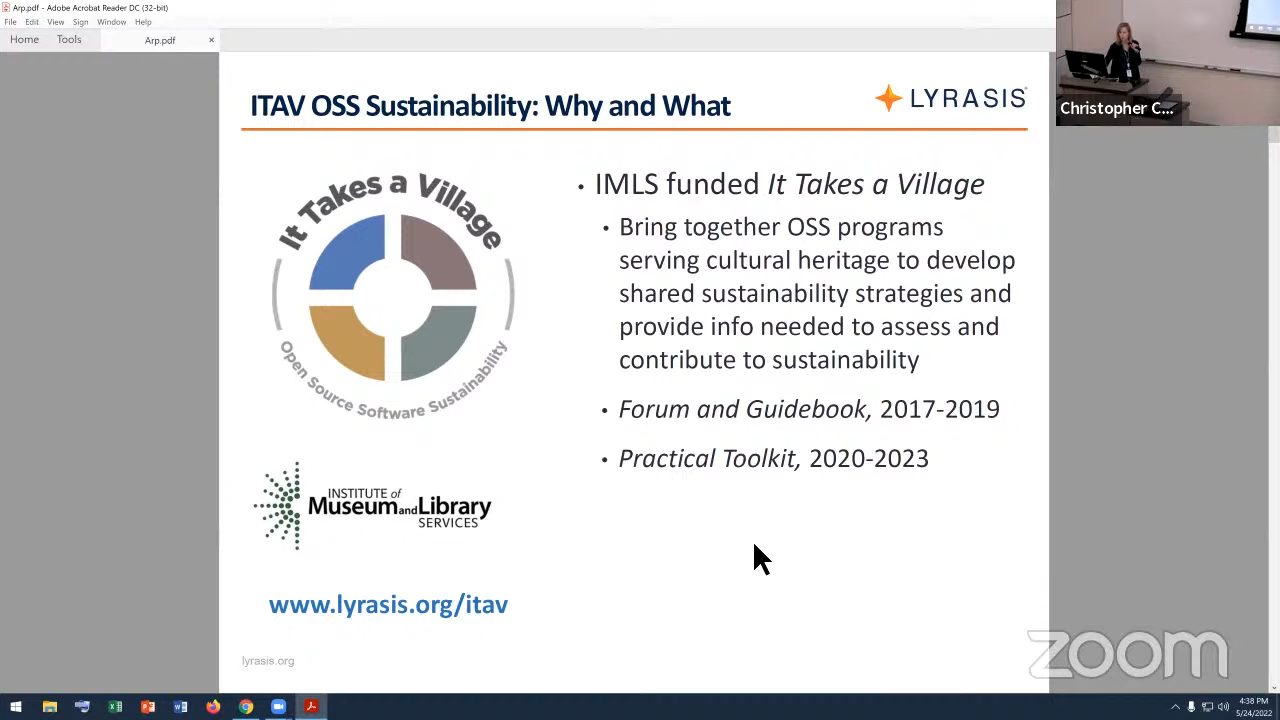 Arp.pdf - Adobe Acrobat Reader DC (32-bit)
File Edit View Sign Window Help
Home Tools Arp.pdf ×
ITAV OSS Sustainability: Why and What
LYRASIS
Christopher C...
It Takes a Village
Open Source Software Sustainability
INSTITUTE of
Museum and Library
SERVICES
www.lyrasis.org/itav
• IMLS funded It Takes a Village
• Bring together OSS programs
serving cultural heritage to develop
shared sustainability strategies and
provide info needed to assess and
contribute to sustainability
• Forum and Guidebook, 2017-2019
• Practical Toolkit, 2020-2023
lyrasis.org
zoom
4:38 PM
5/24/2022